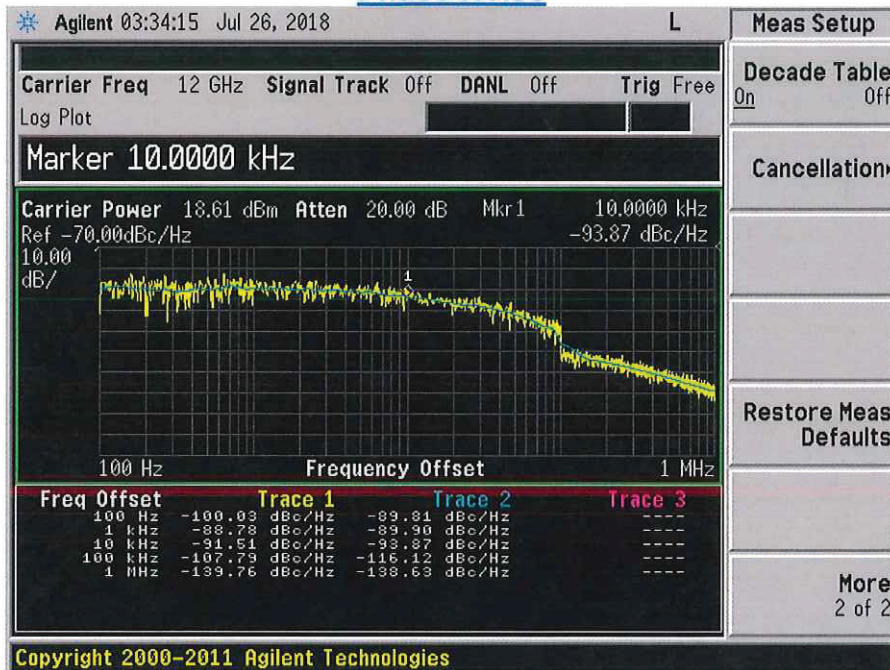 Agilent 03:34:15 Jul 26, 2018 L
Meas Setup
Carrier Freq 12 GHz Signal Track Off DANL Off Trig Free
Log Plot
Marker 10.0000 kHz
Carrier Power 18.61 dBm Atten 20.00 dB Mkr1 10.0000 kHz
Ref -70.00dBc/Hz -93.87 dBc/Hz
10.00
dB/
1
100 Hz Frequency Offset 1 MHz
Freq Offset Trace 1 Trace 2 Trace 3
100 Hz -100.03 dBc/Hz -89.81 dBc/Hz ----
1 kHz -88.78 dBc/Hz -89.90 dBc/Hz ----
10 kHz -91.51 dBc/Hz -93.87 dBc/Hz ----
100 kHz -107.79 dBc/Hz -116.12 dBc/Hz ----
1 MHz -139.76 dBc/Hz -138.63 dBc/Hz ----
Copyright 2000-2011 Agilent Technologies
Decade Table
On Off
Cancellation
Restore Meas
Defaults
More
2 of 2